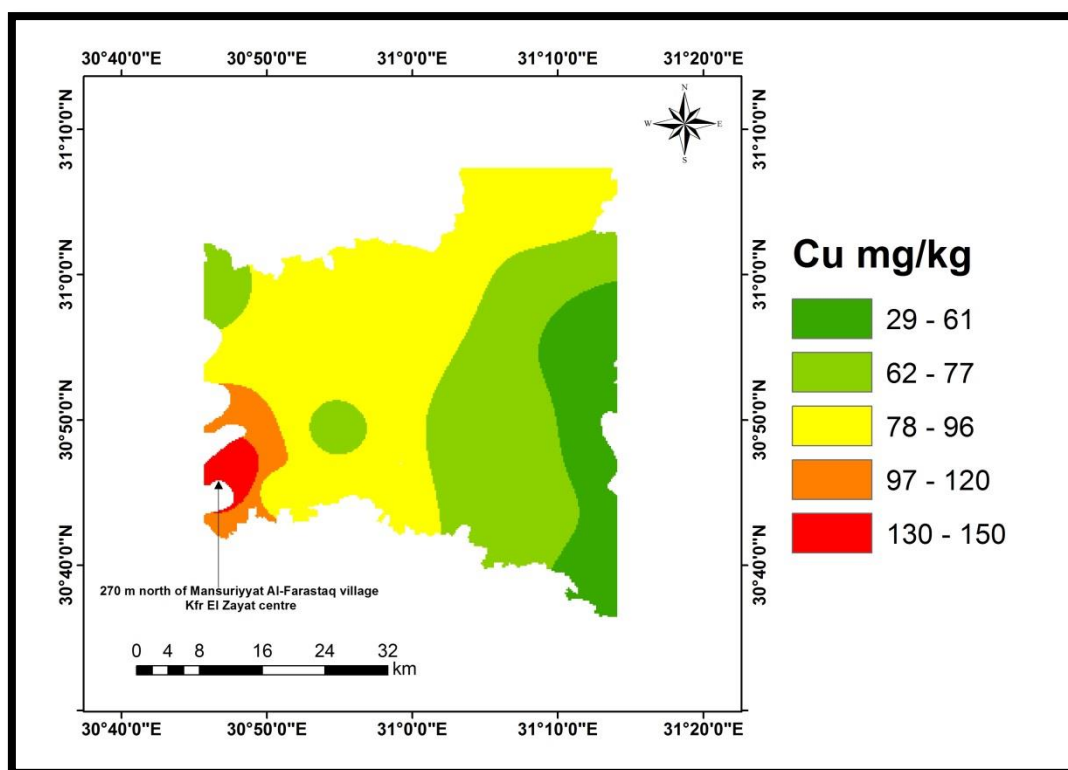 30°40'0"E 30°50'0"E 31°0'0"E 31°10'0"E 31°20'0"E
N
W E
S
31°10'0"N 31°10'0"N
31°0'0"N 31°0'0"N
30°50'0"N 30°50'0"N
30°40'0"N 30°40'0"N
Cu mg/kg
29 - 61
62 - 77
78 - 96
97 - 120
130 - 150
270 m north of Mansuriyyat Al-Farastaq village
Kfr El Zayat centre
0 4 8 16 24 32
km
30°40'0"E 30°50'0"E 31°0'0"E 31°10'0"E 31°20'0"E